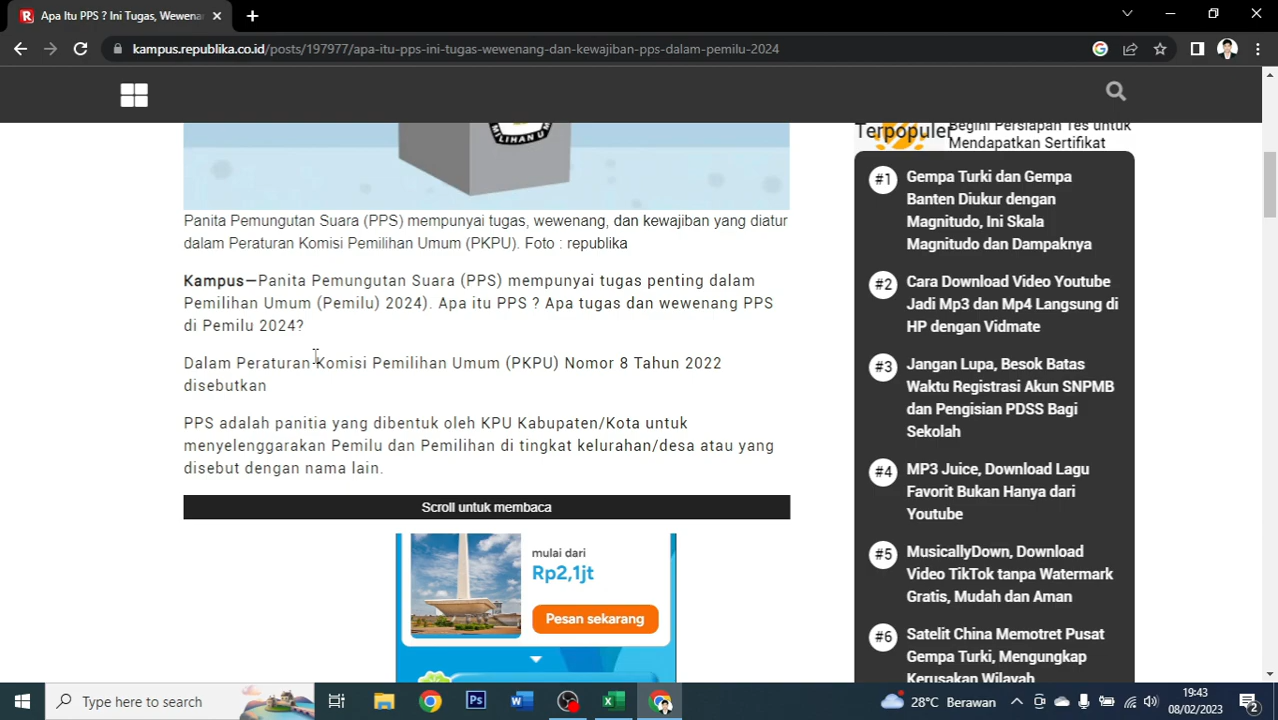 Apa Itu PPS ? Ini Tugas, Wewenan
kampus.republika.co.id/posts/197977/apa-itu-pps-ini-tugas-wewenang-dan-kewajiban-pps-dalam-pemilu-2024
MILIHAN UM
Panita Pemungutan Suara (PPS) mempunyai tugas, wewenang, dan kewajiban yang diatur
dalam Peraturan Komisi Pemilihan Umum (PKPU). Foto : republika
Kampus—Panita Pemungutan Suara (PPS) mempunyai tugas penting dalam
Pemilihan Umum (Pemilu) 2024). Apa itu PPS ? Apa tugas dan wewenang PPS
di Pemilu 2024?
Dalam Peraturan Komisi Pemilihan Umum (PKPU) Nomor 8 Tahun 2022
disebutkan
PPS adalah panitia yang dibentuk oleh KPU Kabupaten/Kota untuk
menyelenggarakan Pemilu dan Pemilihan di tingkat kelurahan/desa atau yang
disebut dengan nama lain.
Scroll untuk membaca
mulai dari
Rp2,1jt
Pesan sekarang
Terpopuler
Begini Persiapan Tes untuk
Mendapatkan Sertifikat
#1 Gempa Turki dan Gempa
Banten Diukur dengan
Magnitudo, Ini Skala
Magnitudo dan Dampaknya
#2 Cara Download Video Youtube
Jadi Mp3 dan Mp4 Langsung di
HP dengan Vidmate
#3 Jangan Lupa, Besok Batas
Waktu Registrasi Akun SNPMB
dan Pengisian PDSS Bagi
Sekolah
#4 MP3 Juice, Download Lagu
Favorit Bukan Hanya dari
Youtube
#5 MusicallyDown, Download
Video TikTok tanpa Watermark
Gratis, Mudah dan Aman
#6 Satelit China Memotret Pusat
Gempa Turki, Mengungkap
Kerusakan Wilayah
Type here to search
28°C Berawan
19:43
08/02/2023
2